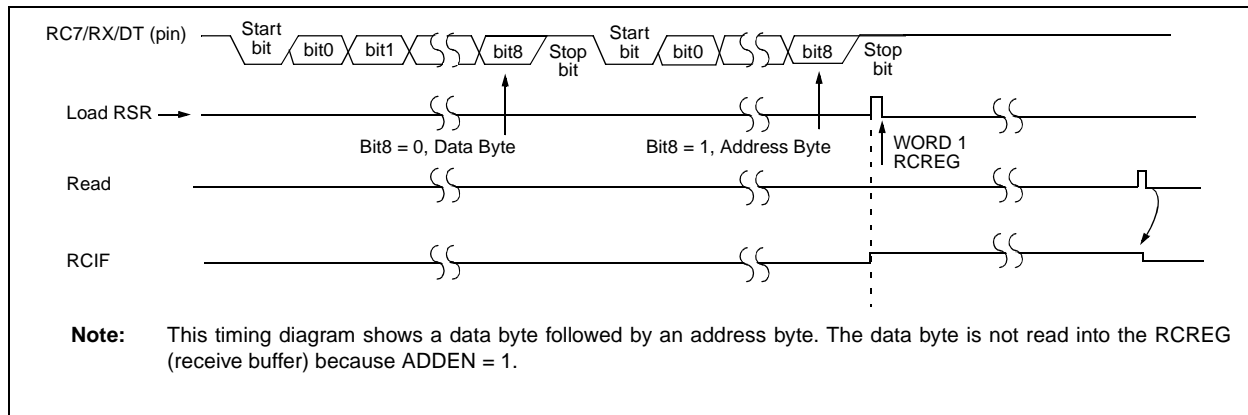 RC7/RX/DT (pin)
Start
bit
bit0
bit1
bit8
Stop
bit
Start
bit
bit0
bit8
Stop
bit
Load RSR
Bit8 = 0, Data Byte
Bit8 = 1, Address Byte
WORD 1
RCREG
Read
RCIF
Note: This timing diagram shows a data byte followed by an address byte. The data byte is not read into the RCREG
(receive buffer) because ADDEN = 1.